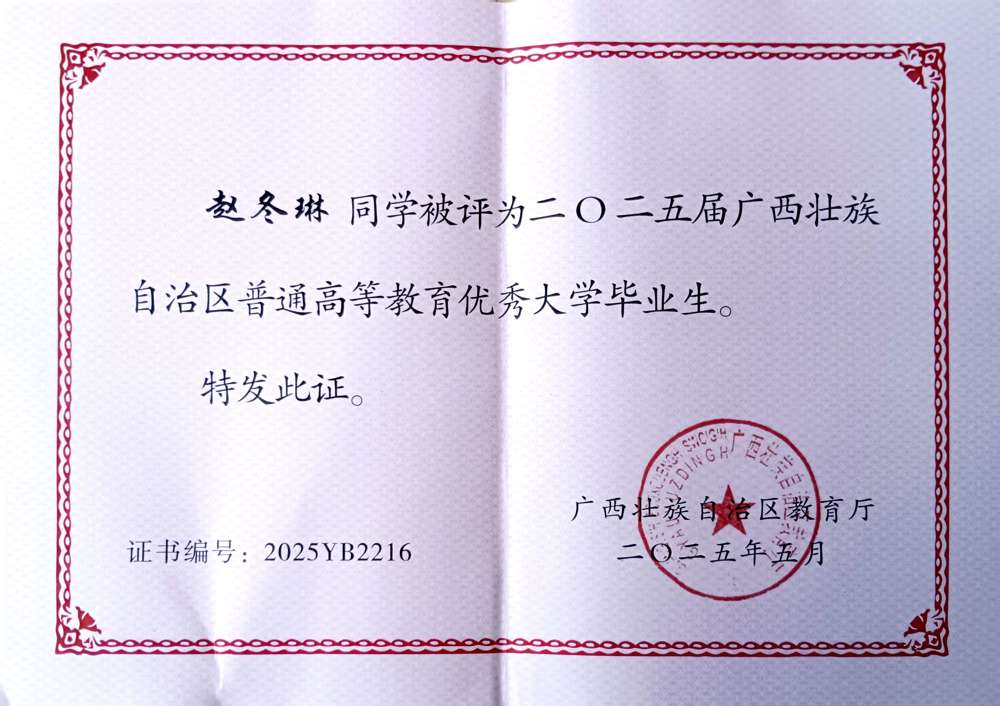 赵冬琳 同学被评为二〇二五届广西壮族
自治区普通高等教育优秀大学毕业生。
特发此证。
广西壮族自治区教育厅
证书编号：2025YB2216
二〇二五年五月